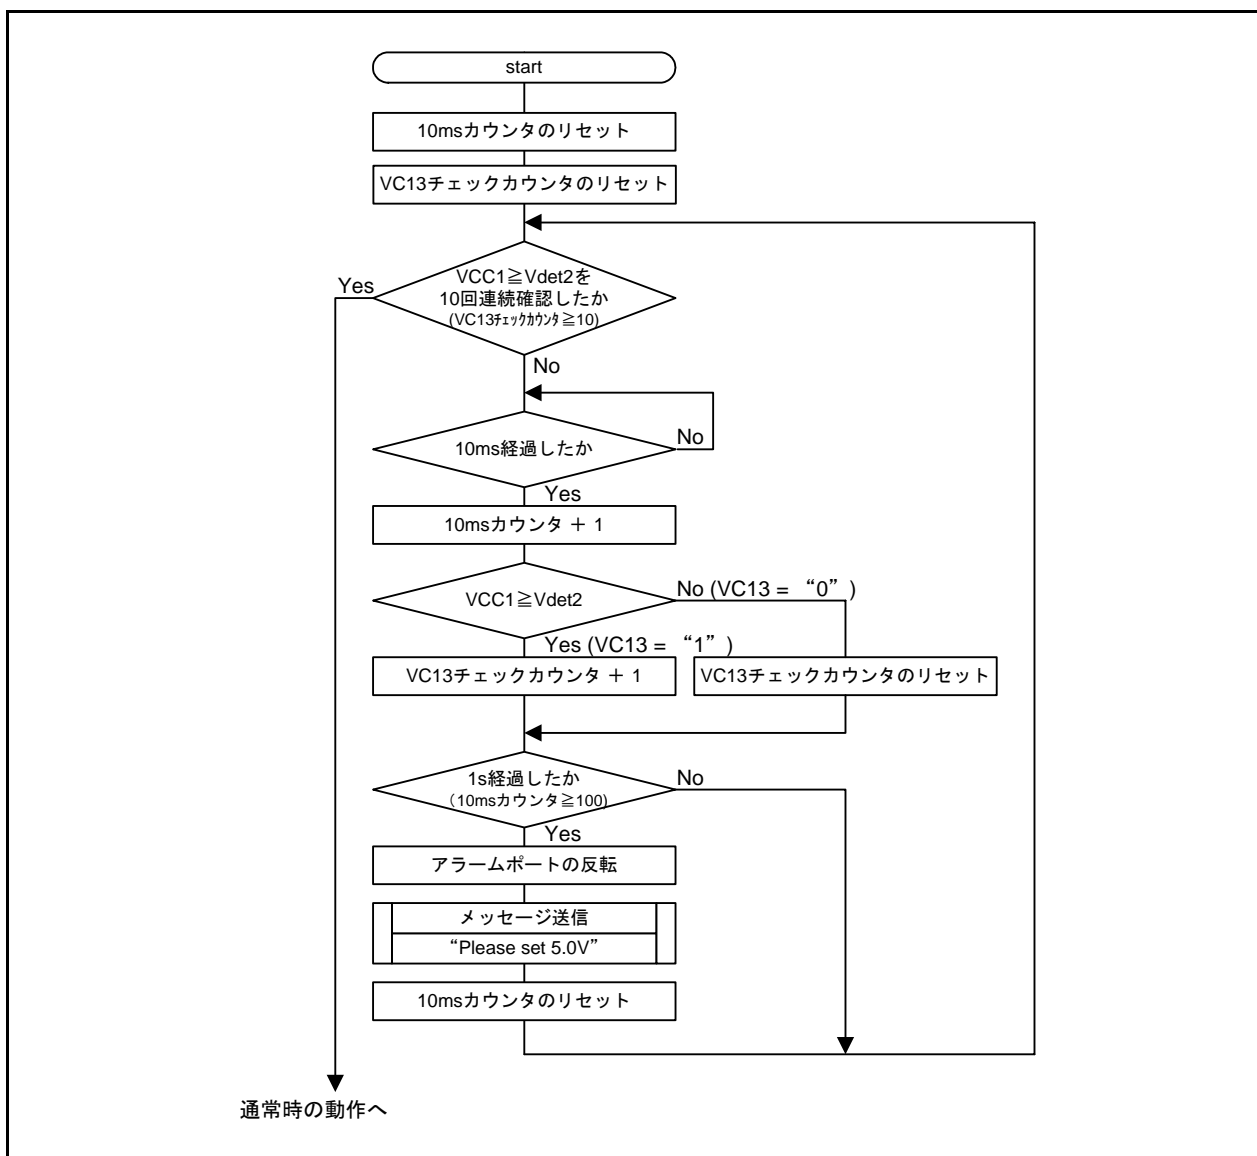 start
10msカウンタのリセット
VC13チェックカウンタのリセット
Yes
VCC1≧Vdet2を
10回連続確認したか
(VC13ﾁｪｯｸｶｳﾝﾀ≧10)
No
10ms経過したか
No
Yes
10msカウンタ ＋ 1
VCC1≧Vdet2
No (VC13 = “0”)
Yes (VC13 = “1”)
VC13チェックカウンタ ＋ 1
VC13チェックカウンタのリセット
1s経過したか
（10msカウンタ≧100)
No
Yes
アラームポートの反転
メッセージ送信
“Please set 5.0V”
10msカウンタのリセット
通常時の動作へ